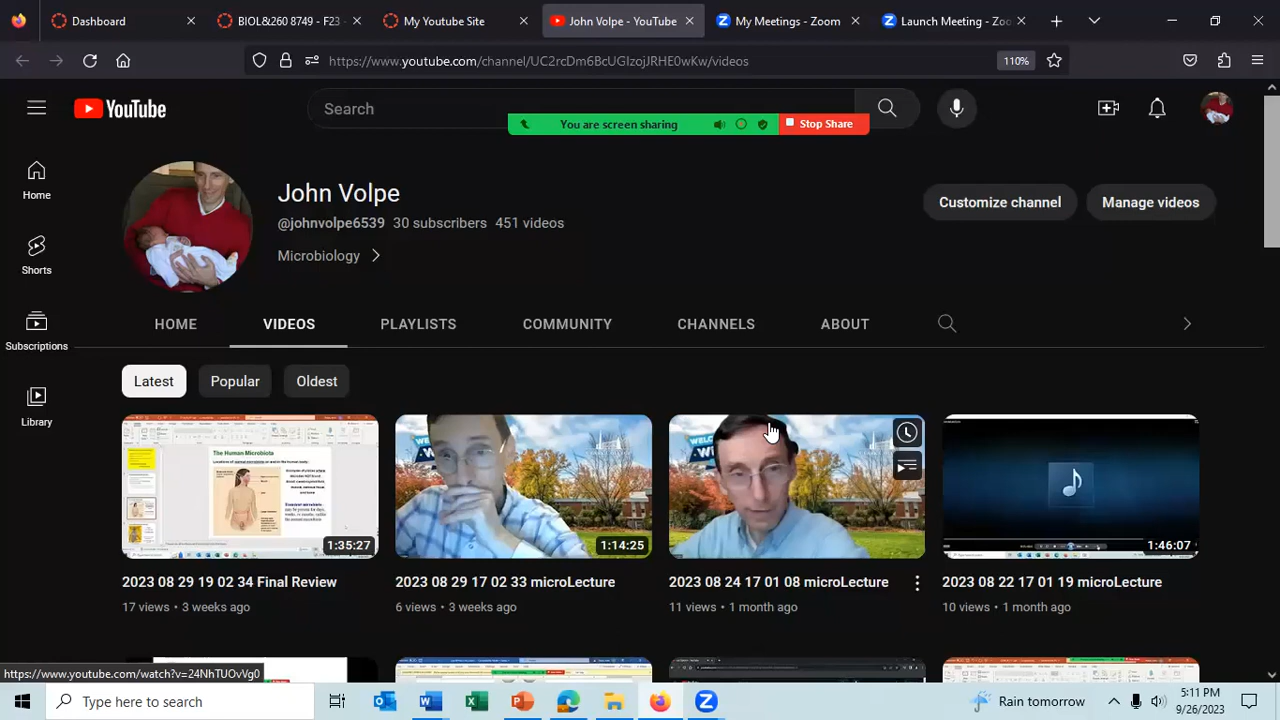 Dashboard
BIOL&260 8749 - F23 -
My Youtube Site
John Volpe - YouTube
My Meetings - Zoom
Launch Meeting - Zoo
https://www.youtube.com/channel/UC2rcDm6BcUGIzojJRHE0wKw/videos
110%
YouTube
Search
You are screen sharing
Stop Share
Home
Shorts
Subscriptions
Library
John Volpe
@johnvolpe6539 30 subscribers 451 videos
Microbiology
Customize channel
Manage videos
HOME
VIDEOS
PLAYLISTS
COMMUNITY
CHANNELS
ABOUT
Latest
Popular
Oldest
The Human Microbiota
1:35:27
1:14:25
1:46:07
2023 08 29 19 02 34 Final Review
17 views • 3 weeks ago
2023 08 29 17 02 33 microLecture
6 views • 3 weeks ago
2023 08 24 17 01 08 microLecture
11 views • 1 month ago
2023 08 22 17 01 19 microLecture
10 views • 1 month ago
https://www.youtube.com/watch?v=24NhTUOvVg0
Type here to search
Rain tomorrow
5:11 PM
9/26/2023